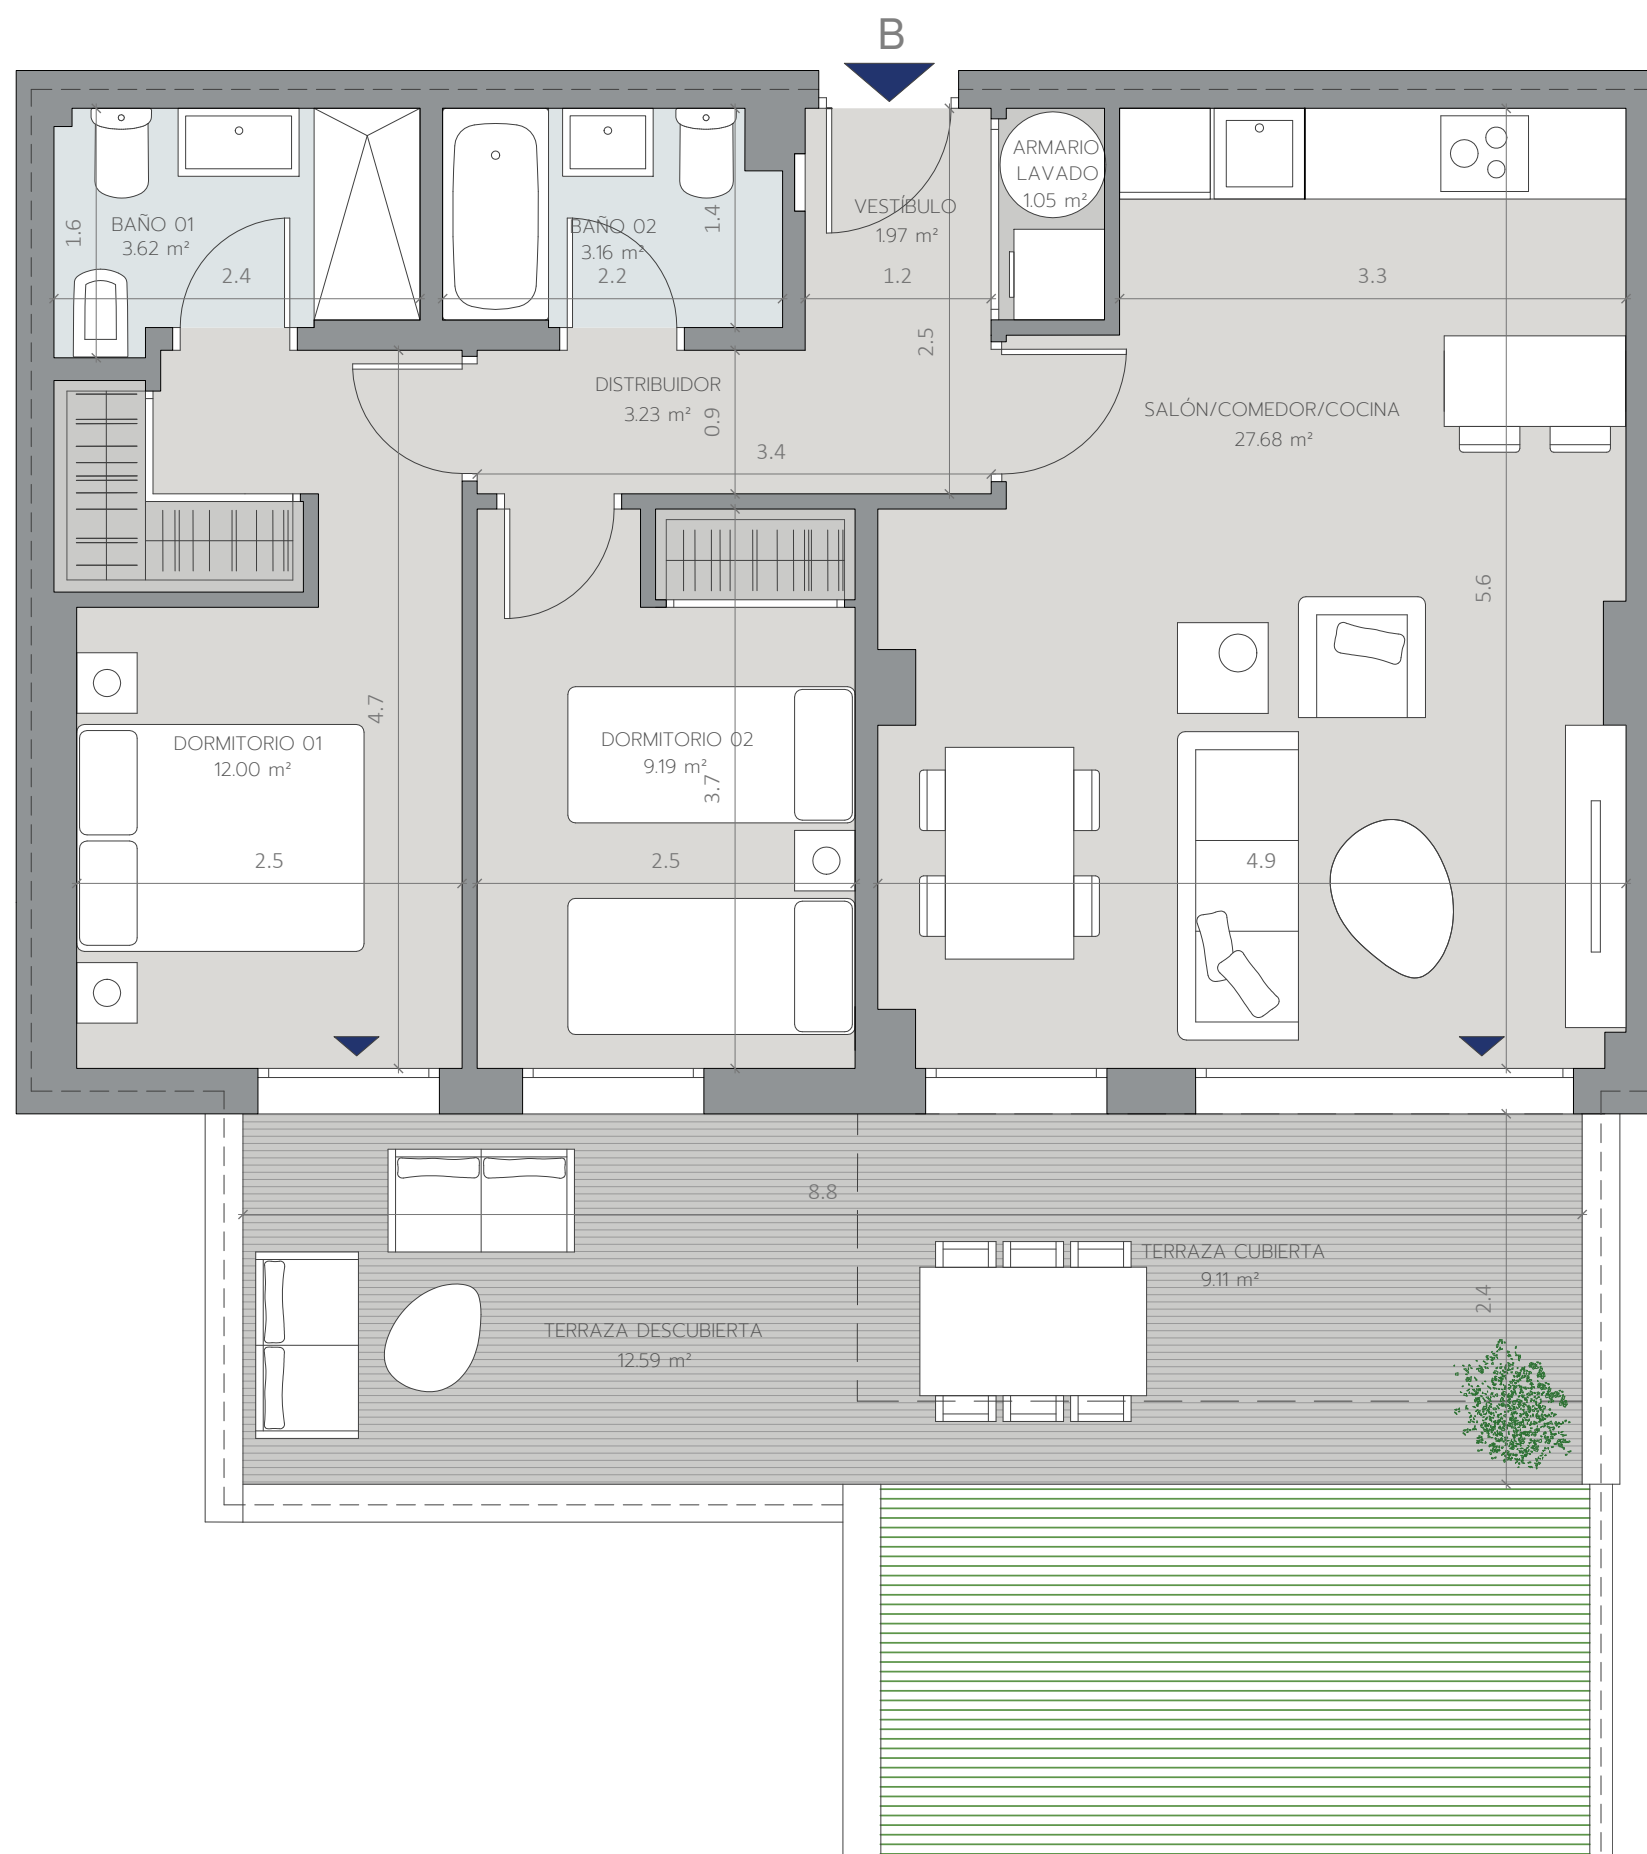 B
ARMARIO
LAVADO
1.05 m²
VESTÍBULO
1.97 m²
BAÑO 01
3.62 m²
BAÑO 02
3.16 m²
1.6
1.4
2.4
2.2
1.2
3.3
2.5
DISTRIBUIDOR
3.23 m²
0.9
SALÓN/COMEDOR/COCINA
27.68 m²
3.4
5.6
4.7
DORMITORIO 01
12.00 m²
DORMITORIO 02
9.19 m²
3.7
2.5
2.5
4.9
8.8
TERRAZA CUBIERTA
9.11 m²
2.4
TERRAZA DESCUBIERTA
12.59 m²